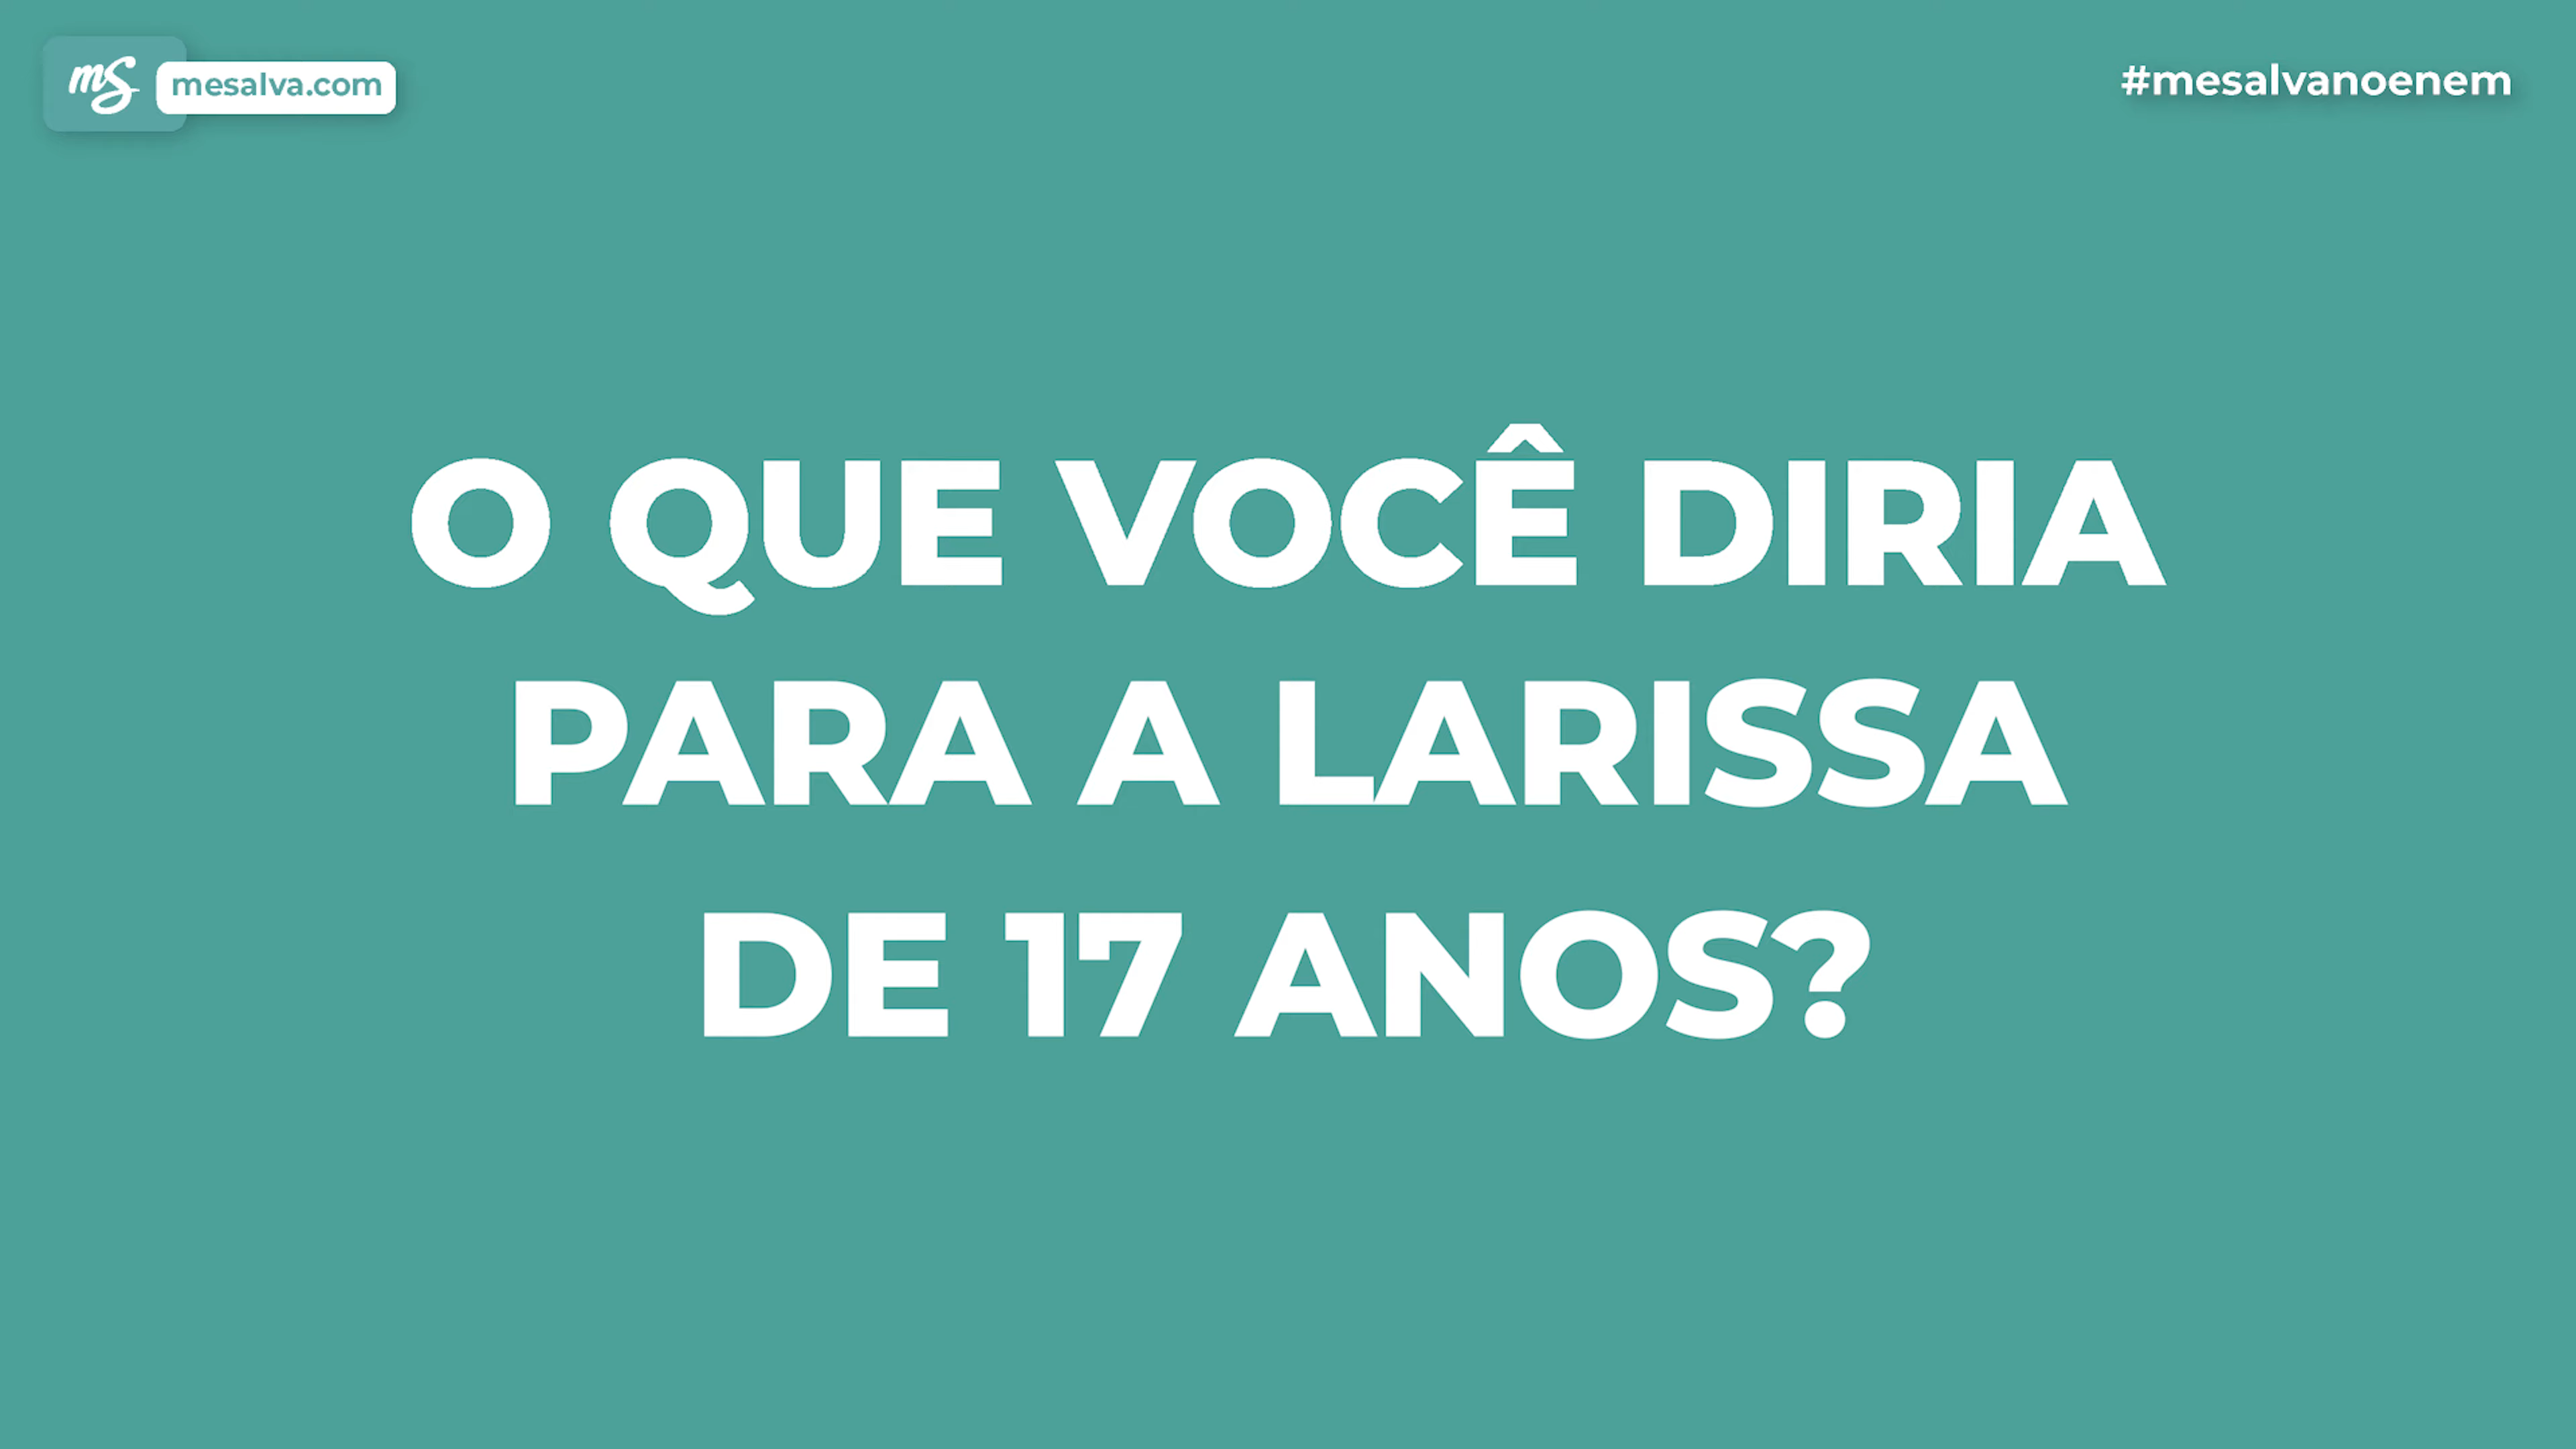 mS mesalva.com
#mesalvanoenem
O QUE VOCÊ DIRIA
PARA A LARISSA
DE 17 ANOS?